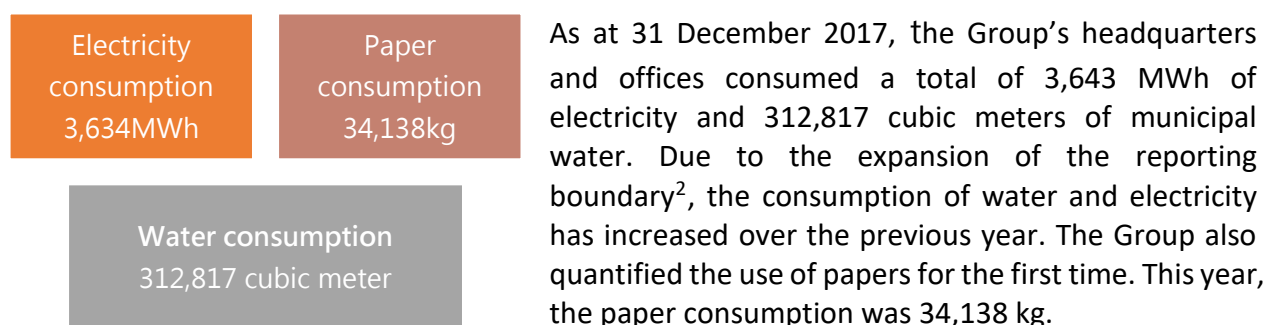 Electricity
consumption
3,634MWh
Paper
consumption
34,138kg
Water consumption
312,817 cubic meter
As at 31 December 2017, the Group’s headquarters
and offices consumed a total of 3,643 MWh of
electricity and 312,817 cubic meters of municipal
water. Due to the expansion of the reporting
boundary², the consumption of water and electricity
has increased over the previous year. The Group also
quantified the use of papers for the first time. This year,
the paper consumption was 34,138 kg.